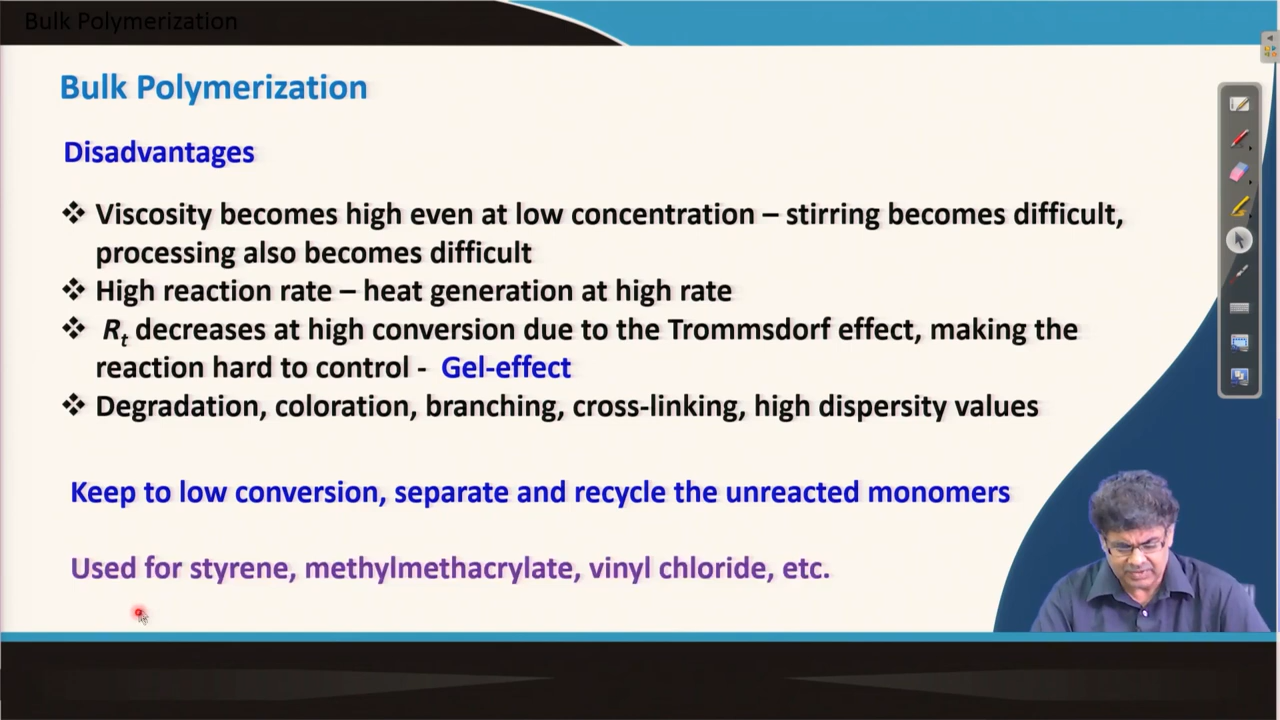 Bulk Polymerization
Bulk Polymerization
Disadvantages
❖ Viscosity becomes high even at low concentration – stirring becomes difficult,
processing also becomes difficult
❖ High reaction rate – heat generation at high rate
❖ Rt decreases at high conversion due to the Trommsdorf effect, making the
reaction hard to control - Gel-effect
❖ Degradation, coloration, branching, cross-linking, high dispersity values
Keep to low conversion, separate and recycle the unreacted monomers
Used for styrene, methylmethacrylate, vinyl chloride, etc.